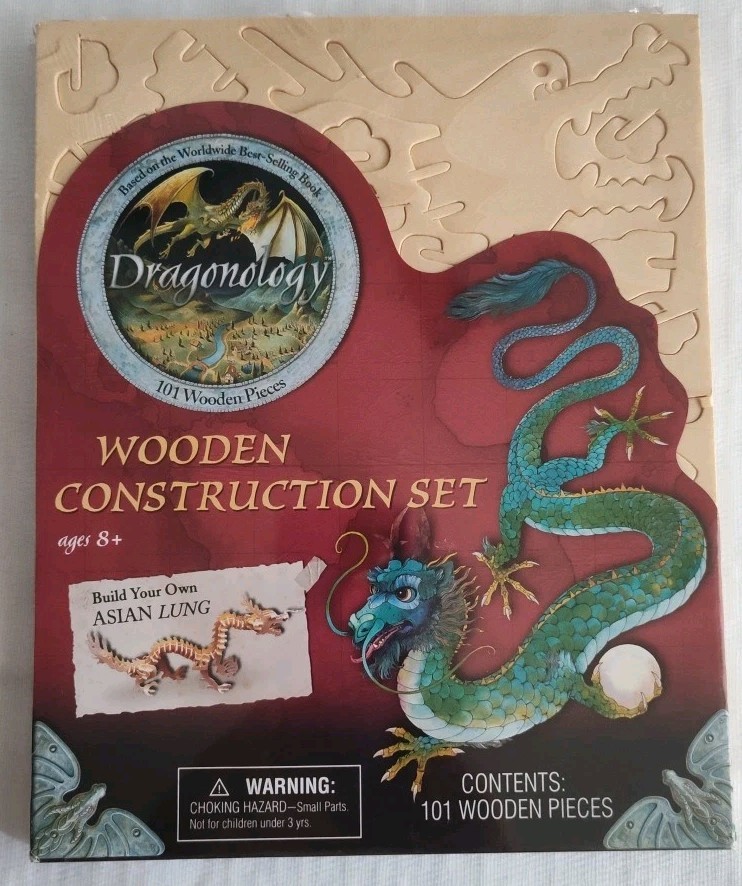 Based on the Worldwide Best-Selling Book
Dragonology™
101 Wooden Pieces
WOODEN
CONSTRUCTION SET
ages 8+
Build Your Own
ASIAN LUNG
⚠ WARNING:
CHOKING HAZARD—Small Parts.
Not for children under 3 yrs.
CONTENTS:
101 WOODEN PIECES